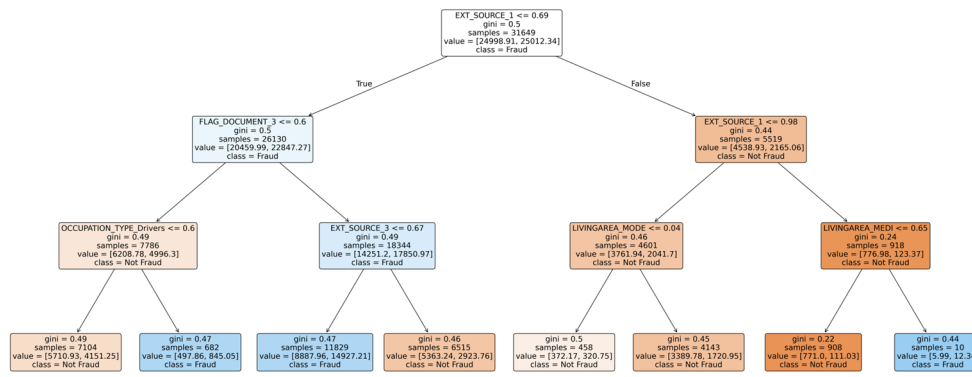 EXT_SOURCE_1 <= 0.69
gini = 0.5
samples = 31649
value = [24998.91, 25012.34]
class = Fraud
True
False
FLAG_DOCUMENT_3 <= 0.6
gini = 0.5
samples = 26130
value = [20459.99, 22847.27]
class = Fraud
EXT_SOURCE_1 <= 0.98
gini = 0.44
samples = 5519
value = [4538.93, 2165.06]
class = Not Fraud
OCCUPATION_TYPE_Drivers <= 0.6
gini = 0.49
samples = 7786
value = [6208.78, 4996.3]
class = Not Fraud
EXT_SOURCE_3 <= 0.67
gini = 0.49
samples = 18344
value = [14251.2, 17850.97]
class = Fraud
LIVINGAREA_MODE <= 0.04
gini = 0.46
samples = 4601
value = [3761.94, 2041.7]
class = Not Fraud
LIVINGAREA_MEDI <= 0.65
gini = 0.24
samples = 918
value = [776.98, 123.37]
class = Not Fraud
gini = 0.49
samples = 7104
value = [5710.93, 4151.25]
class = Not Fraud
gini = 0.47
samples = 682
value = [497.86, 845.05]
class = Fraud
gini = 0.47
samples = 11829
value = [8887.96, 14927.21]
class = Fraud
gini = 0.46
samples = 6515
value = [5363.24, 2923.76]
class = Not Fraud
gini = 0.5
samples = 458
value = [372.17, 320.75]
class = Not Fraud
gini = 0.45
samples = 4143
value = [3389.78, 1720.95]
class = Not Fraud
gini = 0.22
samples = 908
value = [771.0, 111.03]
class = Not Fraud
gini = 0.44
samples = 10
value = [5.99, 12.3
class = Fraud